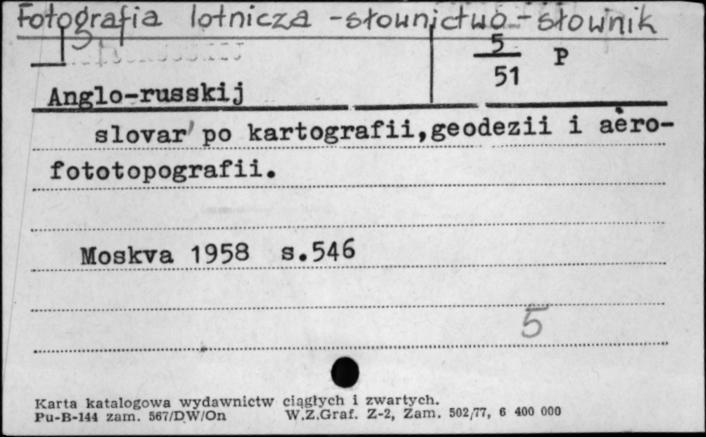 Fotografia lotnicza - słownictwo - słownik
5
51
P
Anglo-russkij
slovar' po kartografii, geodezii i aèro-
fototopografii.
Moskva 1958 s.546
5
Karta katalogowa wydawnictw ciągłych i zwartych.
Pu-B-144 zam. 567/DW/On W.Z.Graf. Z-2, Zam. 502/77, 6 400 000